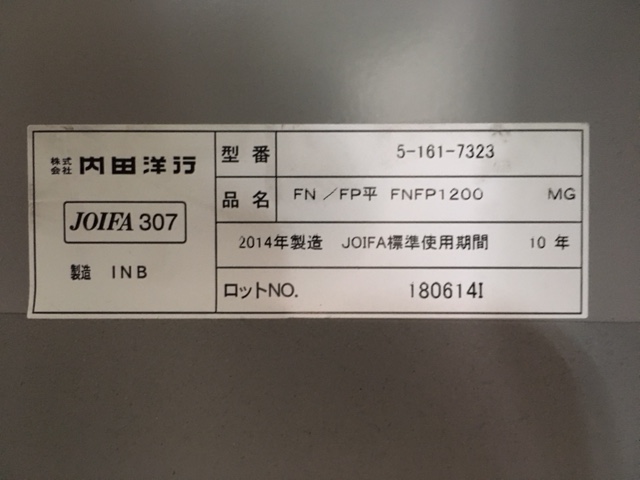 株式会社 内田洋行
JOIFA 307
製造 INB
型番 5-161-7323
品名 FN／FP平 FNFP1200 MG
2014年製造 JOIFA標準使用期間 10年
ロットNO. 180614I